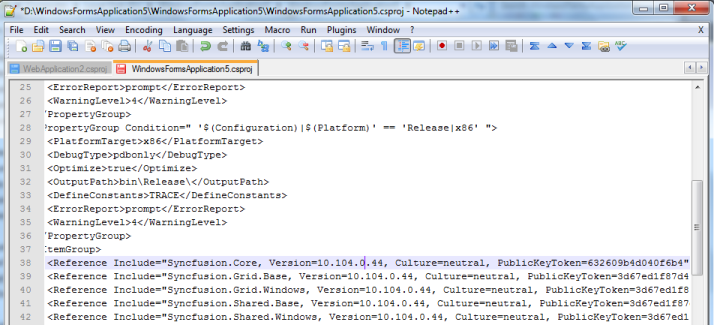 *D:\WindowsFormsApplication5\WindowsFormsApplication5\WindowsFormsApplication5.csproj - Notepad++
File Edit Search View Encoding Language Settings Macro Run Plugins Window ? X
WebApplication2.csproj WindowsFormsApplication5.csproj
25 <ErrorReport>prompt</ErrorReport>
26 <WarningLevel>4</WarningLevel>
27 PropertyGroup>
28 ropertyGroup Condition=" '$(Configuration)|$(Platform)' == 'Release|x86' ">
29 <PlatformTarget>x86</PlatformTarget>
30 <DebugType>pdbonly</DebugType>
31 <Optimize>true</Optimize>
32 <OutputPath>bin\Release\</OutputPath>
33 <DefineConstants>TRACE</DefineConstants>
34 <ErrorReport>prompt</ErrorReport>
35 <WarningLevel>4</WarningLevel>
36 PropertyGroup>
37 temGroup>
38 <Reference Include="Syncfusion.Core, Version=10.104.0.44, Culture=neutral, PublicKeyToken=632609b4d040f6b4"
39 <Reference Include="Syncfusion.Grid.Base, Version=10.104.0.44, Culture=neutral, PublicKeyToken=3d67ed1f87d4
40 <Reference Include="Syncfusion.Grid.Windows, Version=10.104.0.44, Culture=neutral, PublicKeyToken=3d67ed1f8
41 <Reference Include="Syncfusion.Shared.Base, Version=10.104.0.44, Culture=neutral, PublicKeyToken=3d67ed1f87
42 <Reference Include="Syncfusion.Shared.Windows, Version=10.104.0.44, Culture=neutral, PublicKeyToken=3d67ed1